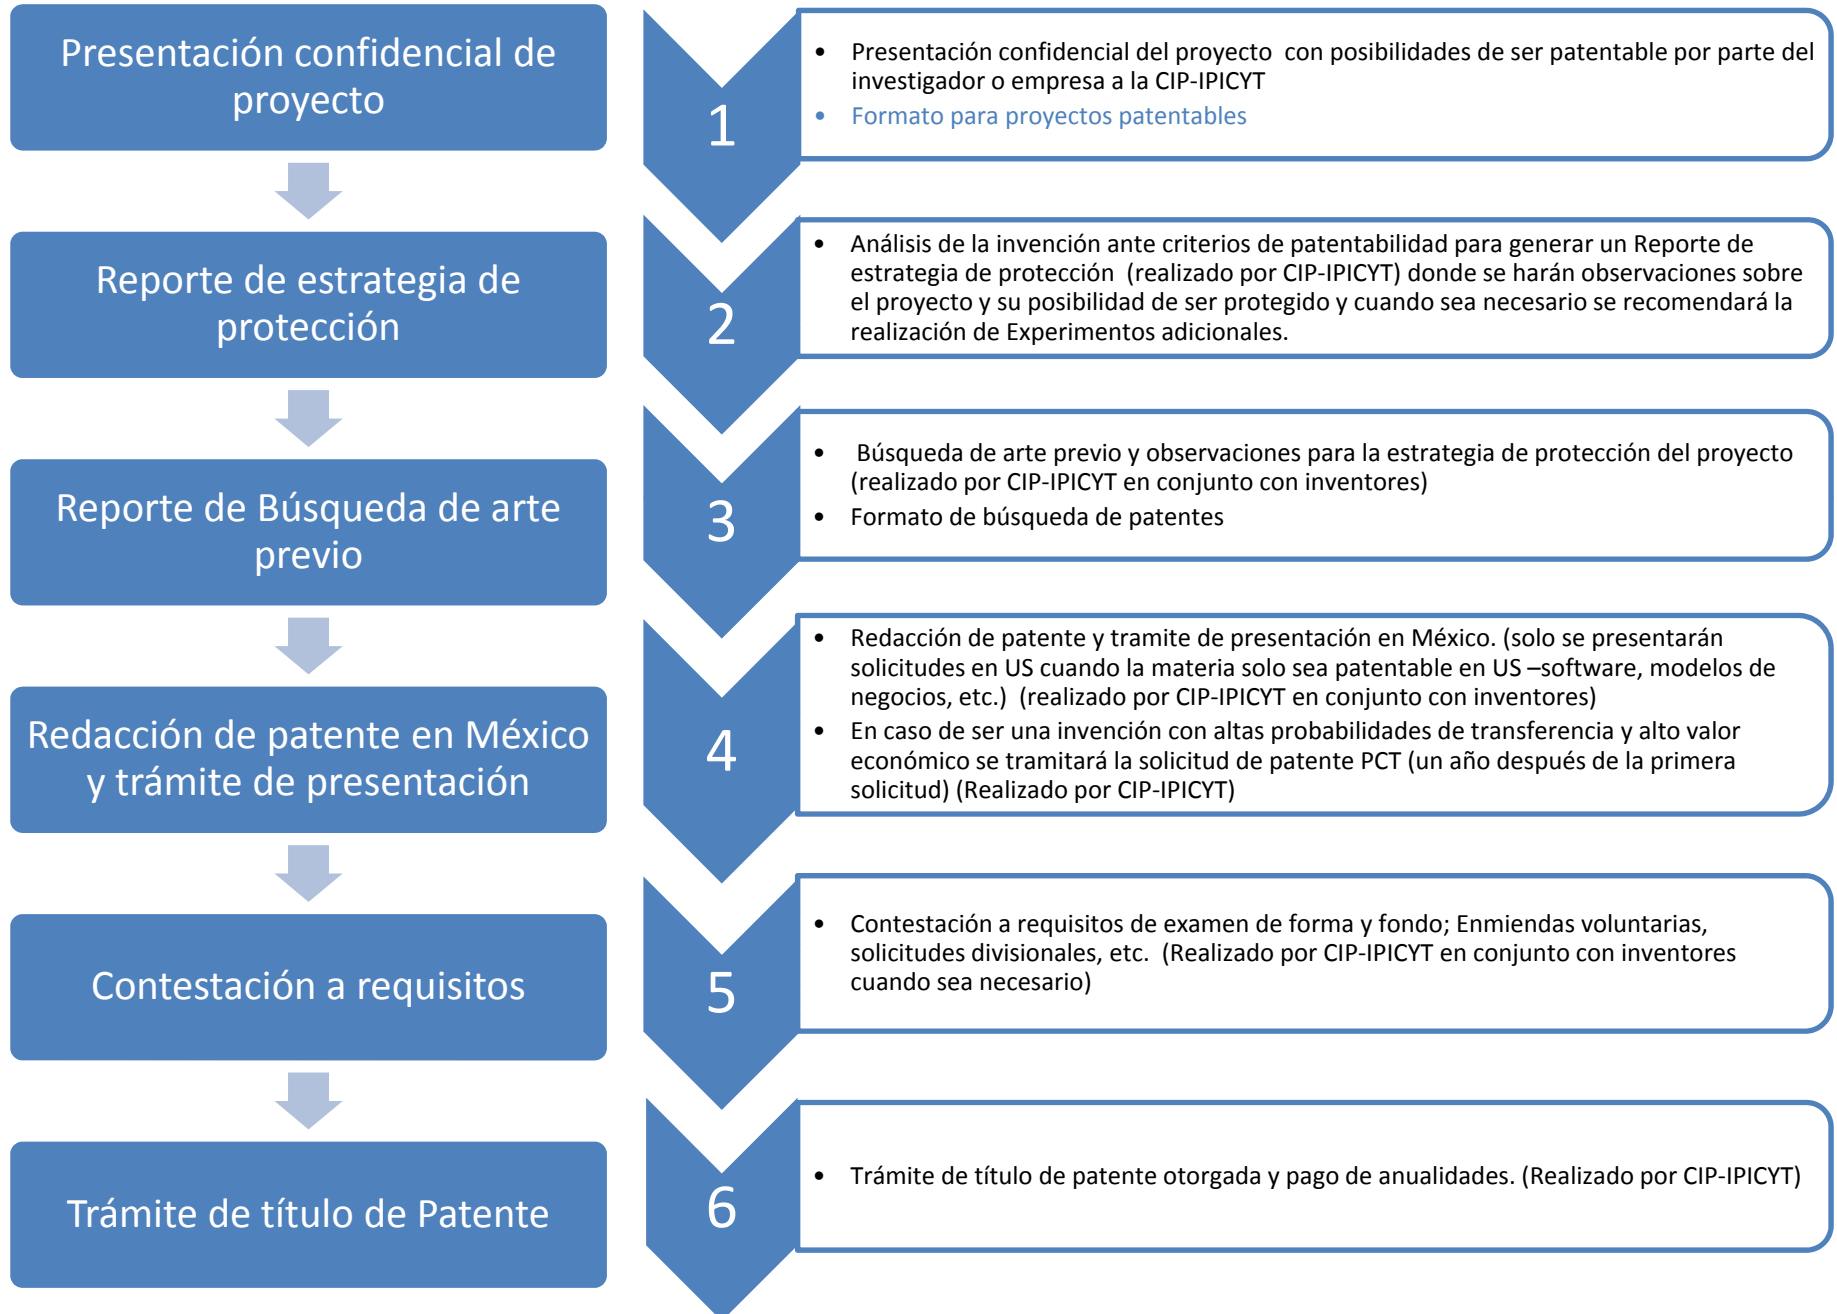 Presentación confidencial de
proyecto
Reporte de estrategia de
protección
Reporte de Búsqueda de arte
previo
Redacción de patente en México
y trámite de presentación
Contestación a requisitos
Trámite de título de Patente
1
• Presentación confidencial del proyecto con posibilidades de ser patentable por parte del
investigador o empresa a la CIP-IPICYT
• Formato para proyectos patentables
2
• Análisis de la invención ante criterios de patentabilidad para generar un Reporte de
estrategia de protección (realizado por CIP-IPICYT) donde se harán observaciones sobre
el proyecto y su posibilidad de ser protegido y cuando sea necesario se recomendará la
realización de Experimentos adicionales.
3
• Búsqueda de arte previo y observaciones para la estrategia de protección del proyecto
(realizado por CIP-IPICYT en conjunto con inventores)
• Formato de búsqueda de patentes
4
• Redacción de patente y tramite de presentación en México. (solo se presentarán
solicitudes en US cuando la materia solo sea patentable en US –software, modelos de
negocios, etc.) (realizado por CIP-IPICYT en conjunto con inventores)
• En caso de ser una invención con altas probabilidades de transferencia y alto valor
económico se tramitará la solicitud de patente PCT (un año después de la primera
solicitud) (Realizado por CIP-IPICYT)
5
• Contestación a requisitos de examen de forma y fondo; Enmiendas voluntarias,
solicitudes divisionales, etc. (Realizado por CIP-IPICYT en conjunto con inventores
cuando sea necesario)
6
• Trámite de título de patente otorgada y pago de anualidades. (Realizado por CIP-IPICYT)